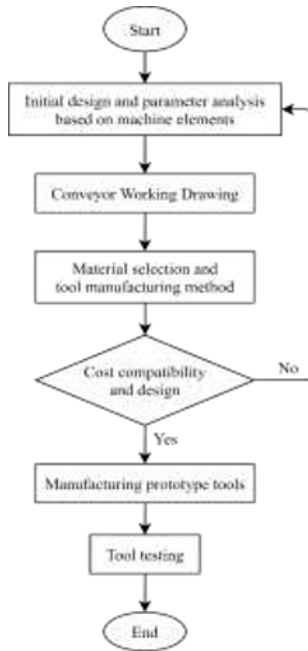 Start
Initial design and parameter analysis
based on machine elements
Conveyor Working Drawing
Material selection and
tool manufacturing method
Cost compatibility
and design
No
Yes
Manufacturing prototype tools
Tool testing
End